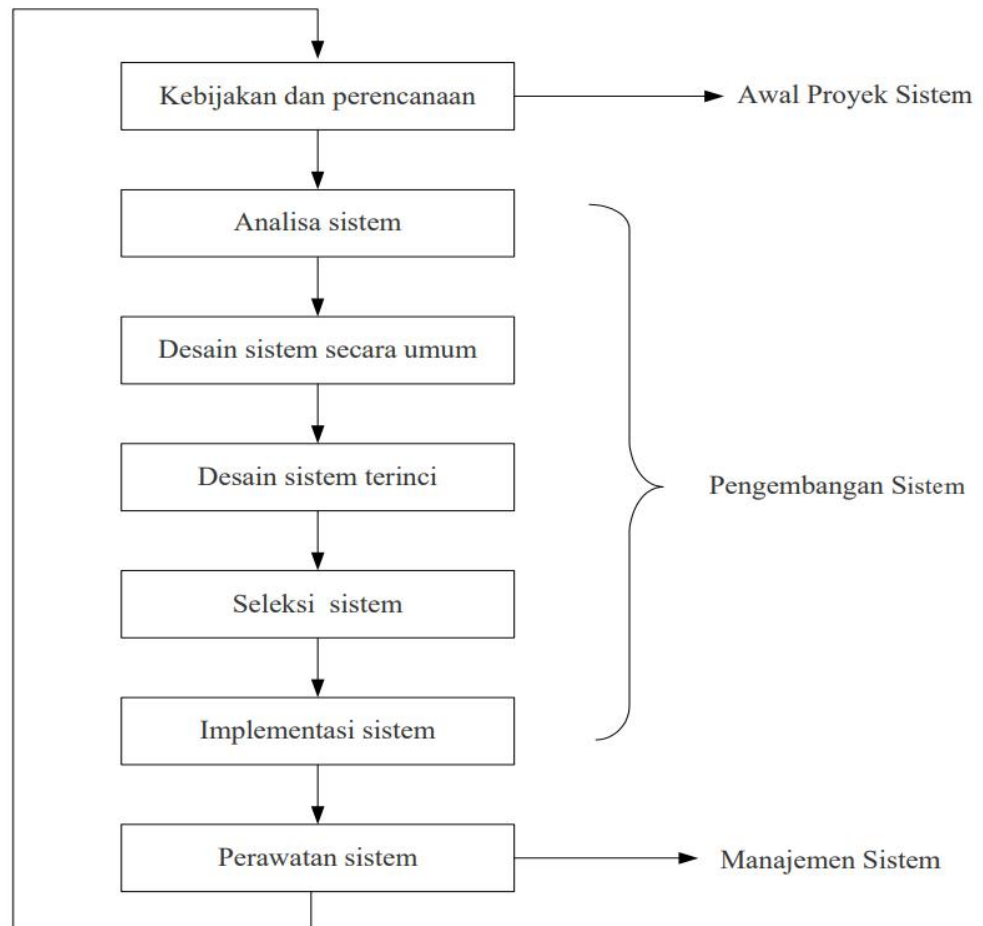 Kebijakan dan perencanaan
Awal Proyek Sistem
Analisa sistem
Desain sistem secara umum
Desain sistem terinci
Pengembangan Sistem
Seleksi sistem
Implementasi sistem
Perawatan sistem
Manajemen Sistem